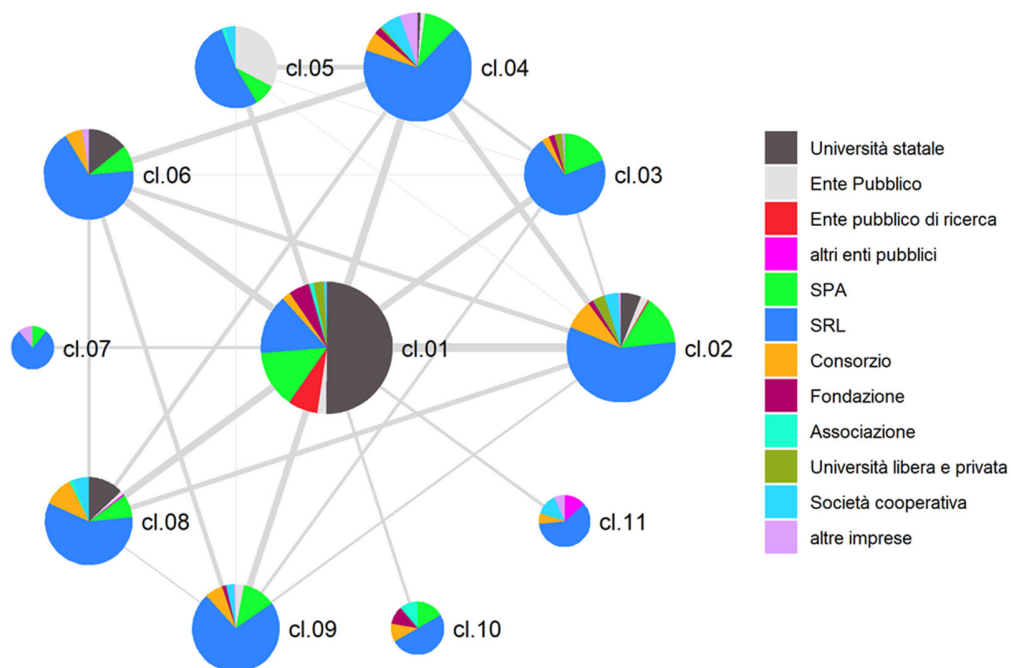 cl.05
cl.04
cl.06
cl.03
cl.07
cl.01
cl.02
cl.08
cl.11
cl.09
cl.10
Università statale
Ente Pubblico
Ente pubblico di ricerca
altri enti pubblici
SPA
SRL
Consorzio
Fondazione
Associazione
Università libera e privata
Società cooperativa
altre imprese